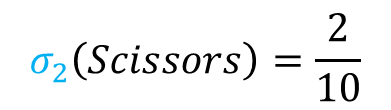 σ₂(Scissors) = 2/10